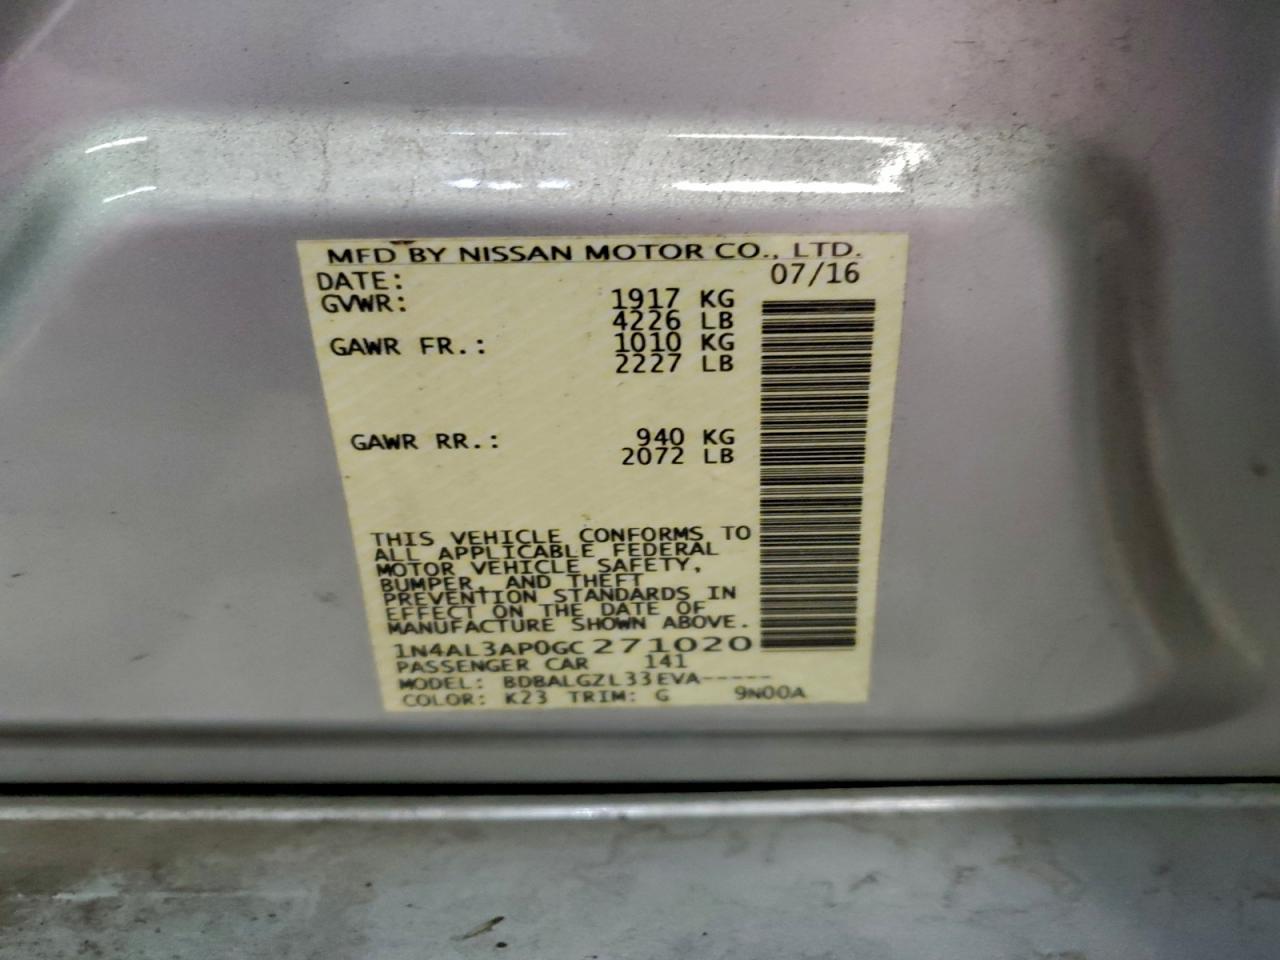 MFD BY NISSAN MOTOR CO., LTD.
DATE: 07/16
GVWR: 1917 KG
4226 LB
GAWR FR.: 1010 KG
2227 LB
GAWR RR.: 940 KG
2072 LB
THIS VEHICLE CONFORMS TO
ALL APPLICABLE FEDERAL
MOTOR VEHICLE SAFETY,
BUMPER, AND THEFT
PREVENTION STANDARDS IN
EFFECT ON THE DATE OF
MANUFACTURE SHOWN ABOVE.
1N4AL3AP0GC271020
PASSENGER CAR 141
MODEL: BDBALGZL33EVA-----
COLOR: K23 TRIM: G 9N00A